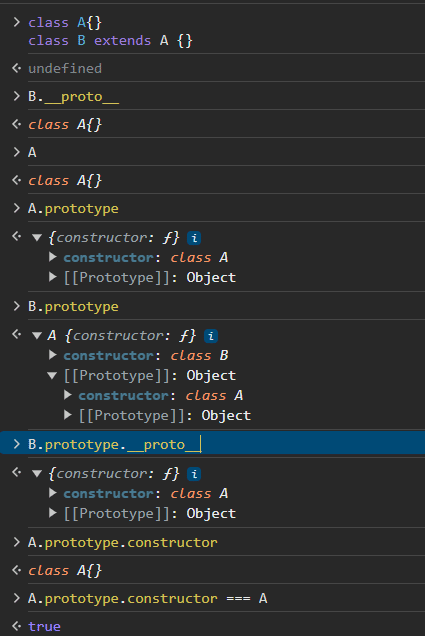 > class A{}
class B extends A {}
<· undefined
> B.__proto__
<· class A{}
> A
<· class A{}
> A.prototype
<· ▼ {constructor: ƒ} i
▶ constructor: class A
▶ [[Prototype]]: Object
> B.prototype
<· ▼ A {constructor: ƒ} i
▶ constructor: class B
▼ [[Prototype]]: Object
▶ constructor: class A
▶ [[Prototype]]: Object
> B.prototype.__proto__
<· ▼ {constructor: ƒ} i
▶ constructor: class A
▶ [[Prototype]]: Object
> A.prototype.constructor
<· class A{}
> A.prototype.constructor === A
<· true